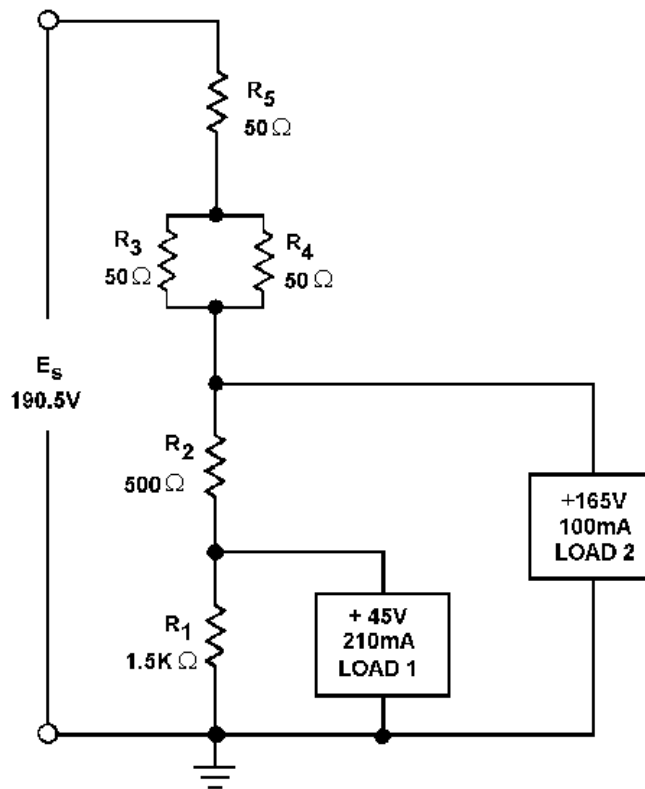 R5
50Ω
R3
50Ω
R4
50Ω
Es
190.5V
R2
500Ω
+165V
100mA
LOAD 2
R1
1.5K Ω
+ 45V
210mA
LOAD 1